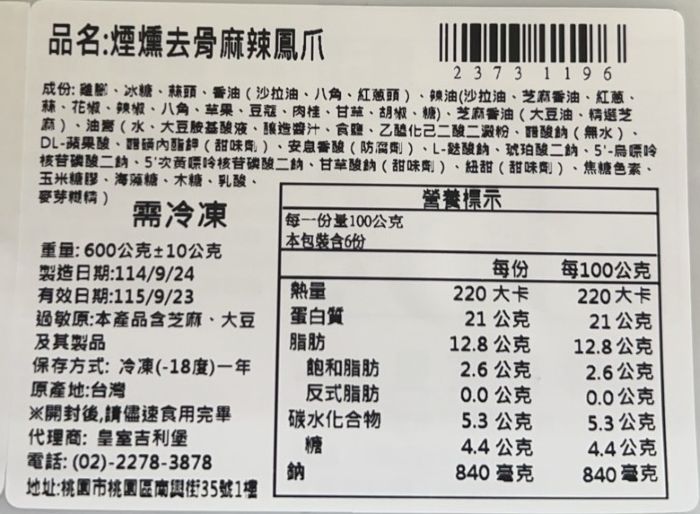 品名:煙燻去骨麻辣鳳爪
2373 1196
成份: 雞腳、冰糖、蒜頭、香油（沙拉油、八角、紅蔥頭）、辣油(沙拉油、芝麻香油、紅蔥、
蒜、花椒、辣椒、八角、草果、豆蔻、肉桂、甘草、胡椒、糖)、芝麻香油（大豆油、精選芝
麻）、油膏（水、大豆胺基酸液、釀造醬汁、食鹽、乙醯化己二酸二澱粉、醋酸鈉（無水）、
DL-蘋果酸、醋磺內酯鉀（甜味劑）、安息香酸（防腐劑）、L-麩酸鈉、琥珀酸二鈉、5'-烏嘌呤
核苷磷酸二鈉、5'次黃嘌呤核苷磷酸二鈉、甘草酸鈉（甜味劑）、紐甜（甜味劑）、焦糖色素、
玉米糖膠、海藻糖、木糖、乳酸、
麥芽糊精）
需冷凍
重量: 600公克±10公克
製造日期:114/9/24
有效日期:115/9/23
過敏原:本產品含芝麻、大豆
及其製品
保存方式: 冷凍(-18度)一年
原產地:台灣
※開封後,請儘速食用完畢
代理商: 皇室吉利堡
電話: (02)-2278-3878
地址:桃園市桃園區南興街35號1樓
營養標示
每一份量100公克
本包裝含6份
每份 每100公克
熱量 220 大卡 220 大卡
蛋白質 21 公克 21 公克
脂肪 12.8 公克 12.8 公克
飽和脂肪 2.6 公克 2.6 公克
反式脂肪 0.0 公克 0.0 公克
碳水化合物 5.3 公克 5.3 公克
糖 4.4 公克 4.4 公克
鈉 840 毫克 840 毫克